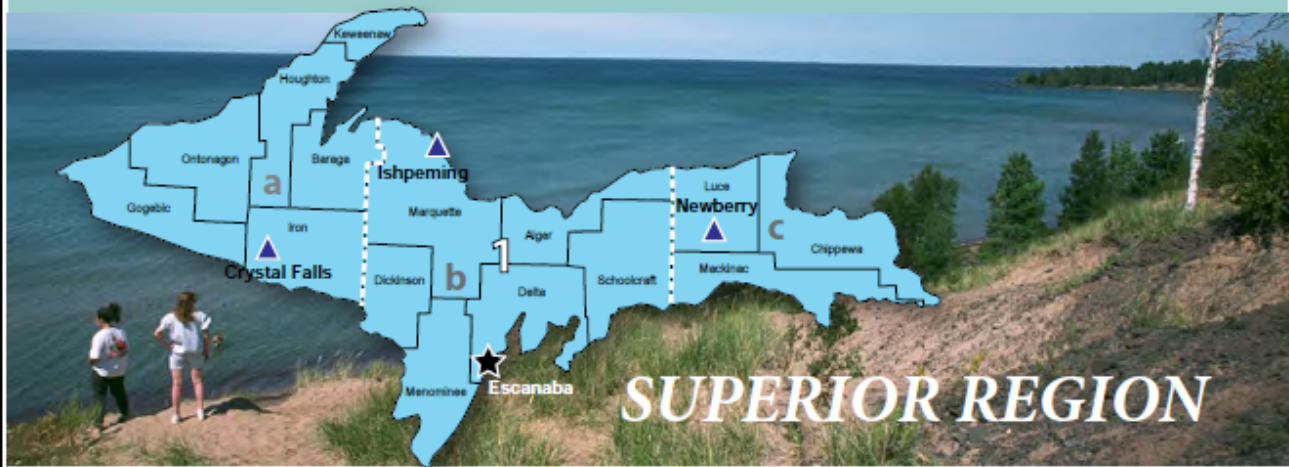 Keweenaw
Houghton
Ontonagon
Baraga
Ishpeming
a
Luce
Newberry
Gogebic
Marquette
Iron
Alger
c
1
Chippewa
Crystal Falls
Dickinson
b
Mackinac
Schoolcraft
Delta
Escanaba
Menominee
SUPERIOR REGION